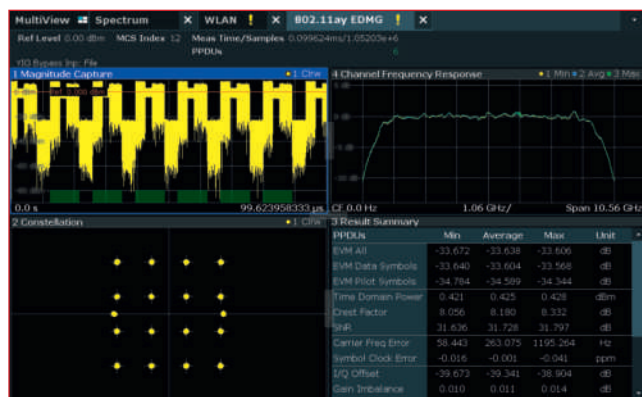 MultiView Spectrum X WLAN ! X 802.11ay EDMG ! X
Ref Level 0.00 dBm MCS Index 12 Meas Time/Samples 0.099624ms/1.05203e+6
PPDUs 6
YIG Bypass Inp: File
1 Magnitude Capture 1 Clrw
0.0 s 99.623958333 µs
4 Channel Frequency Response 1 Min 2 Avg 3 Max
CF 0.0 Hz 1.06 GHz/ Span 10.56 GHz
2 Constellation 1 Clrw
3 Result Summary
PPDUs Min Average Max Unit
EVM All -33.672 -33.638 -33.606 dB
EVM Data Symbols -33.640 -33.604 -33.568 dB
EVM Pilot Symbols -34.784 -34.589 -34.344 dB
Time Domain Power 0.421 0.425 0.428 dBm
Crest Factor 8.056 8.180 8.332 dB
SNR 31.636 31.728 31.797 dB
Carrier Freq Error 58.443 263.075 1195.264 Hz
Symbol Clock Error -0.016 -0.001 -0.041 ppm
I/Q Offset -39.673 -39.341 -38.904 dB
Gain Imbalance 0.010 0.011 0.014 dB